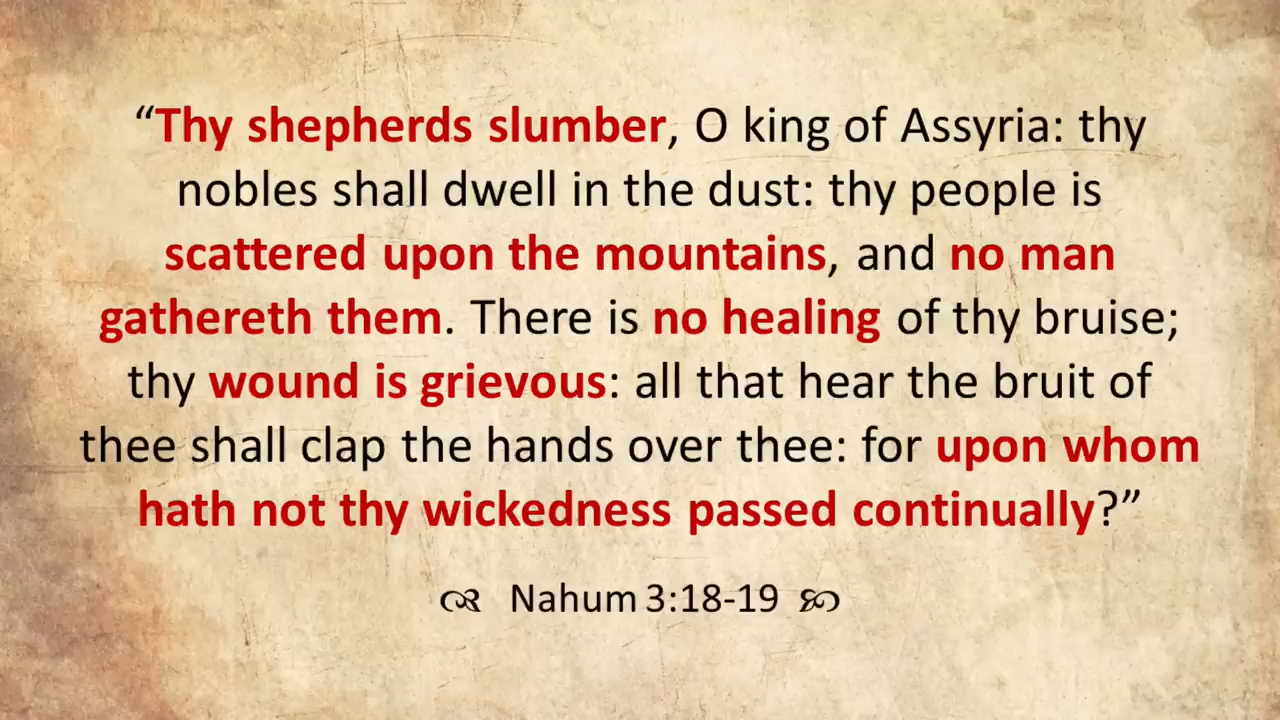 “Thy shepherds slumber, O king of Assyria: thy
nobles shall dwell in the dust: thy people is
scattered upon the mountains, and no man
gathereth them. There is no healing of thy bruise;
thy wound is grievous: all that hear the bruit of
thee shall clap the hands over thee: for upon whom
hath not thy wickedness passed continually?”
Nahum 3:18-19